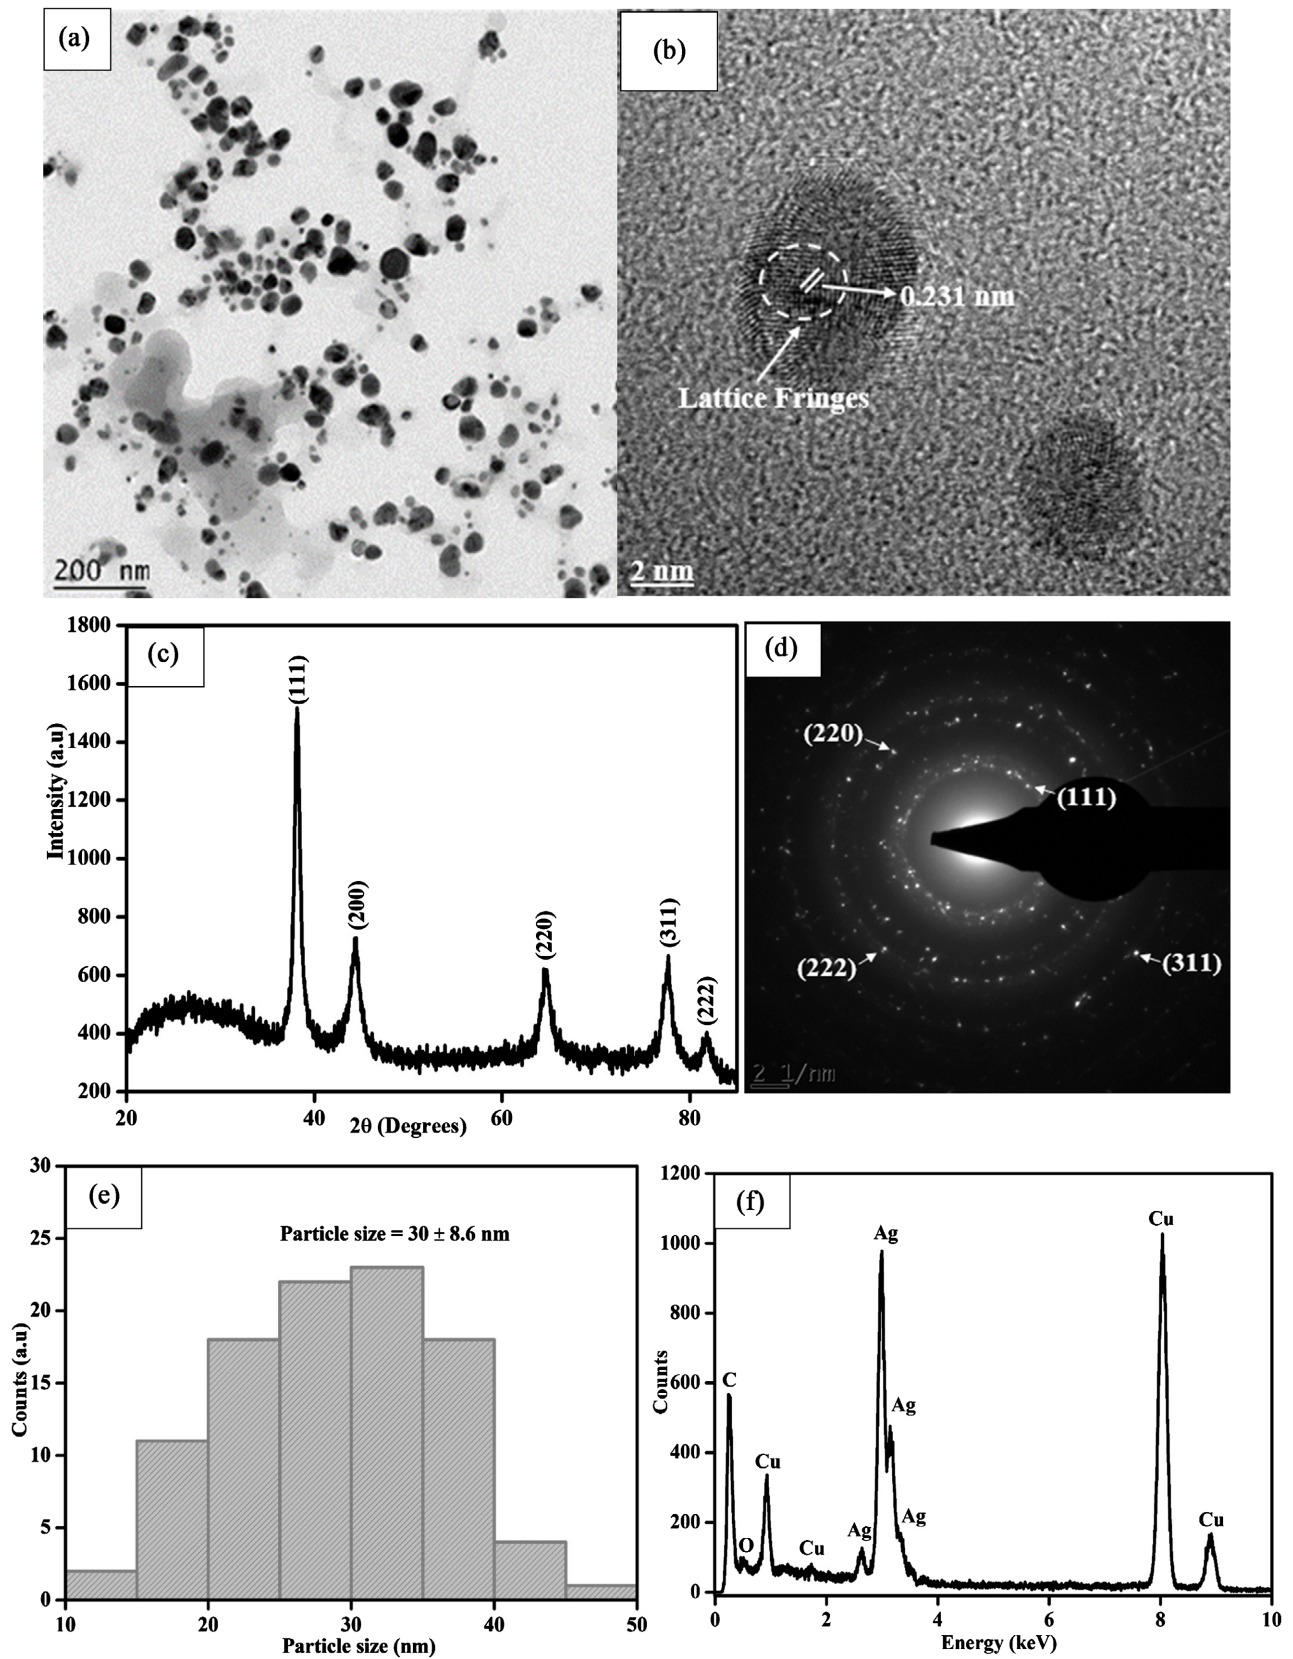 (a)
200 nm
(b)
0.231 nm
Lattice Fringes
2 nm
(c)
1800
1600
1400
1200
1000
800
600
400
200
Intensity (a.u)
(111)
(200)
(220)
(311)
(222)
20
40
60
80
2θ (Degrees)
(d)
(220)
(111)
(222)
(311)
2 1/nm
(e)
Particle size = 30 ± 8.6 nm
30
25
20
15
10
5
0
Counts (a.u)
10
20
30
40
50
Particle size (nm)
(f)
1200
1000
800
600
400
200
0
Counts
C
O
Cu
Cu
Ag
Ag
Ag
Ag
Cu
Cu
0
2
4
6
8
10
Energy (keV)